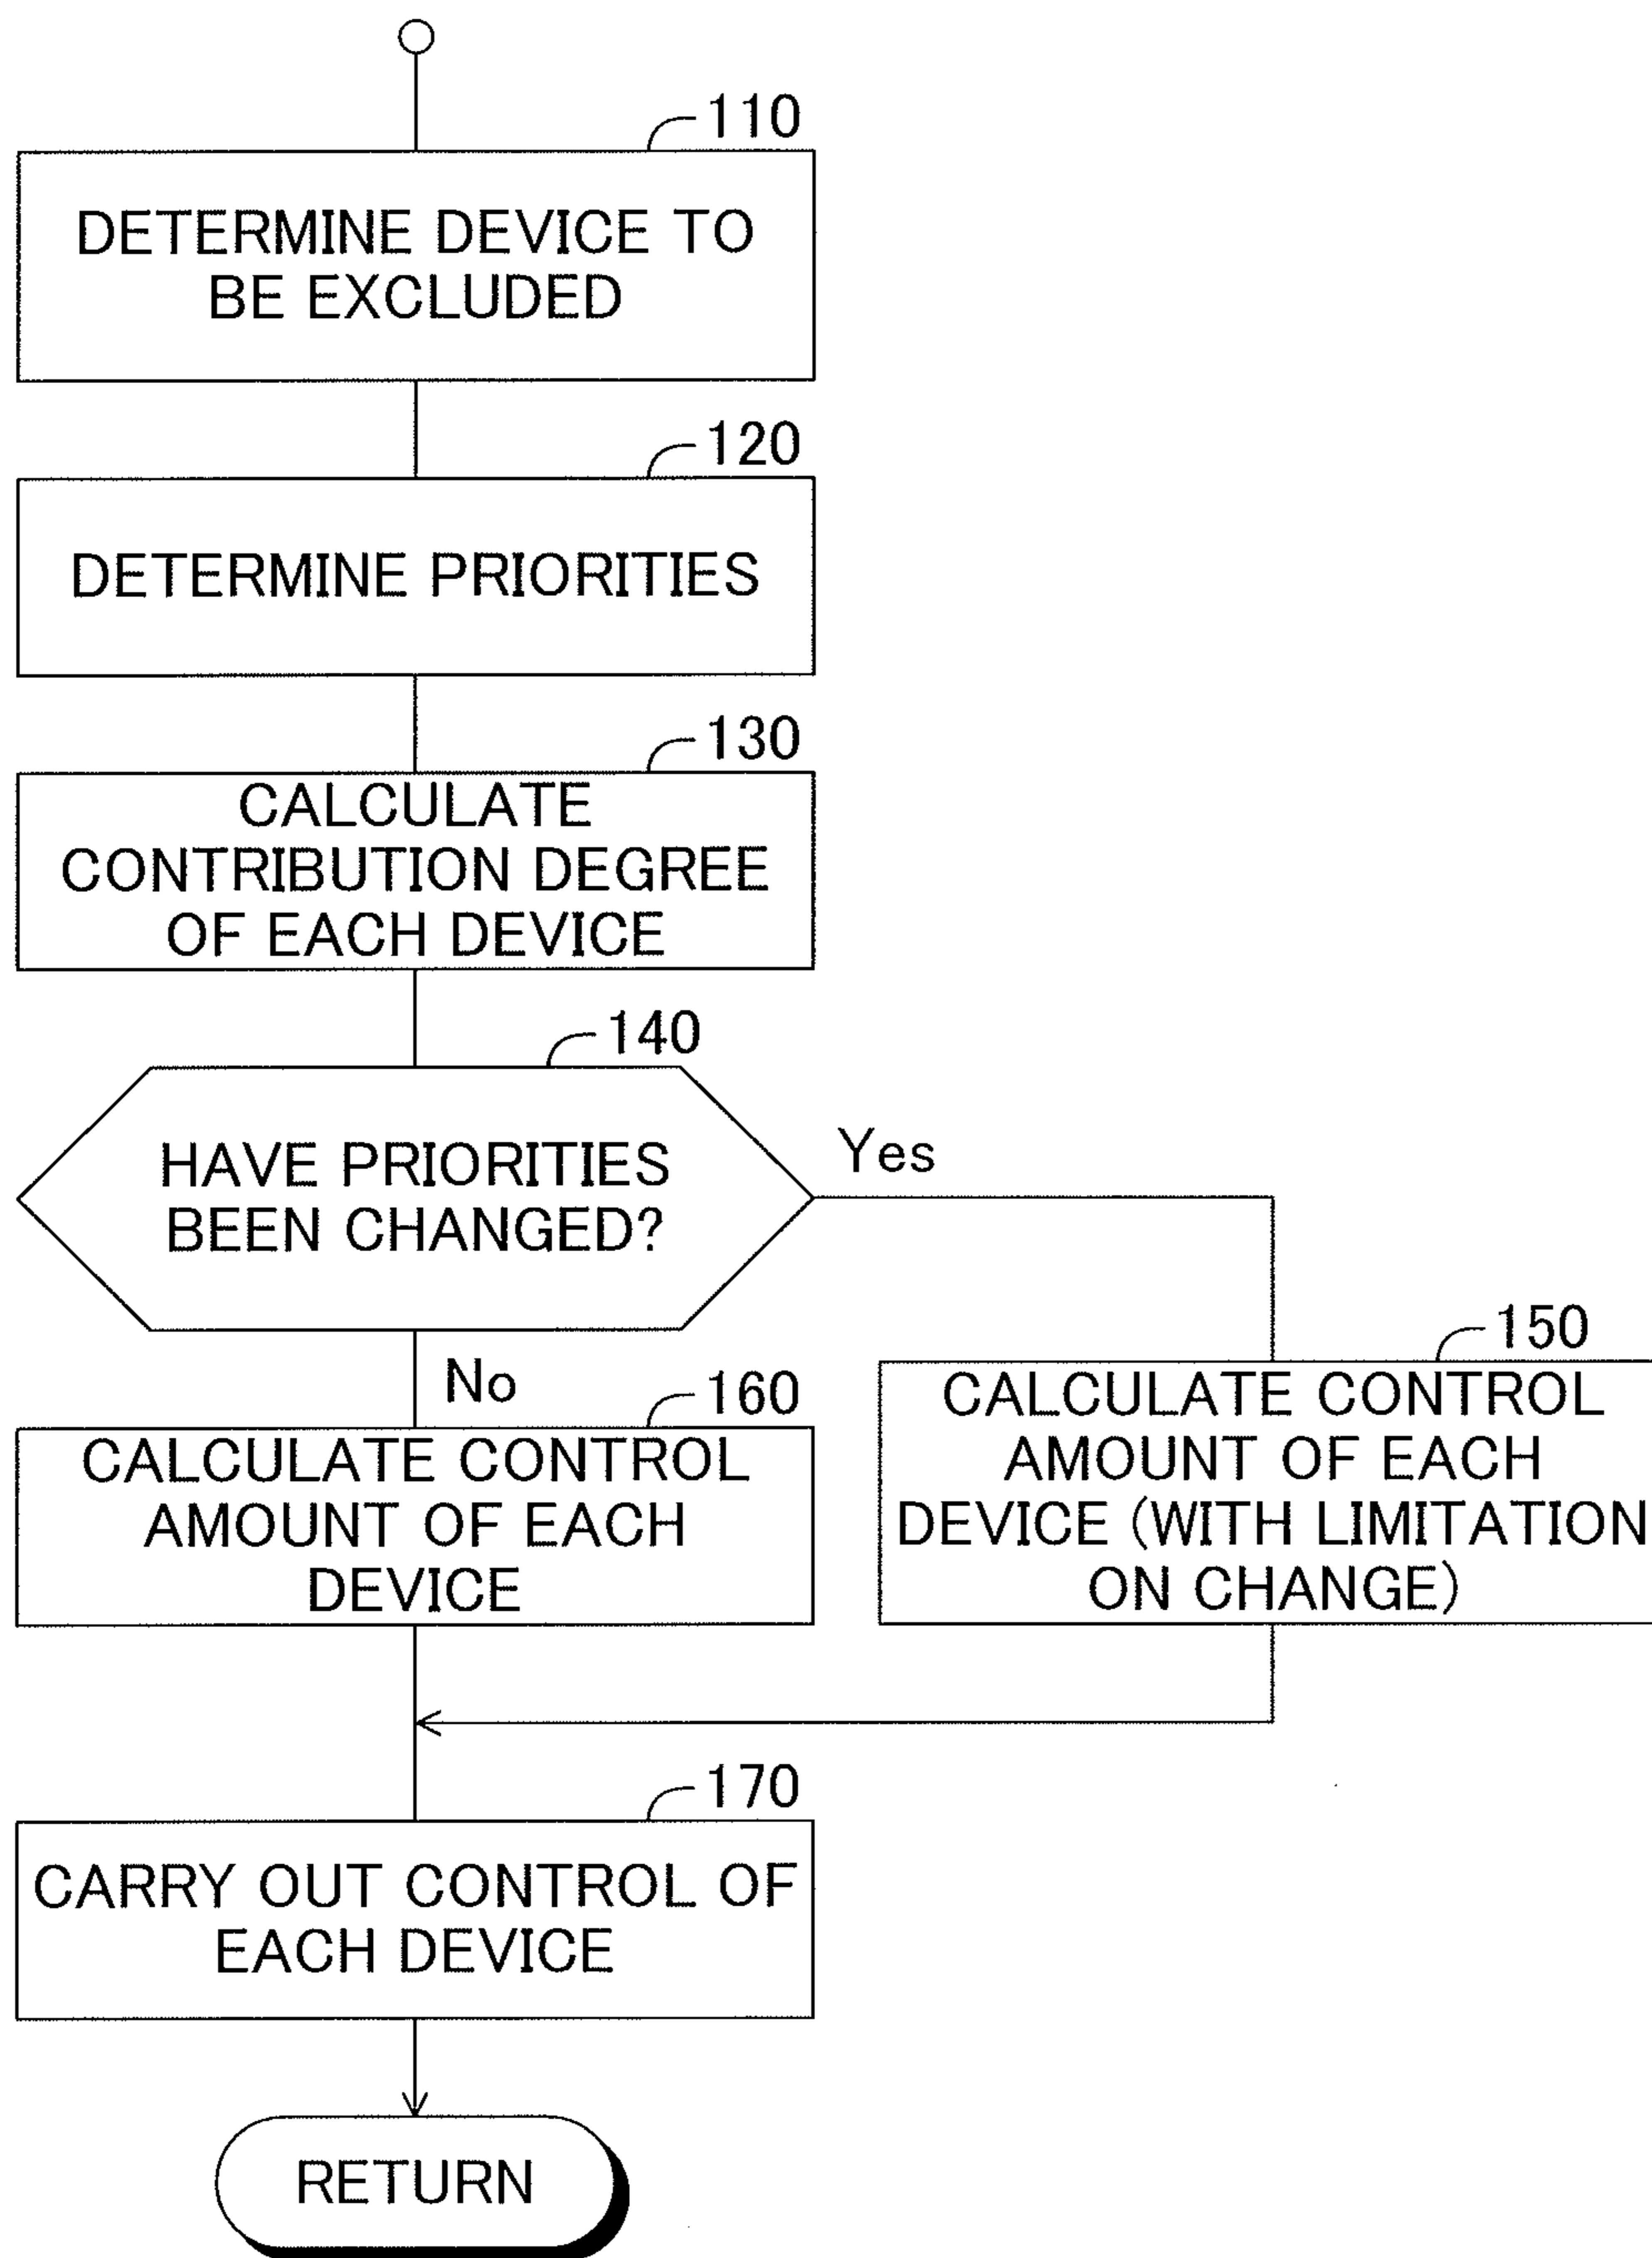 110
DETERMINE DEVICE TO
BE EXCLUDED
120
DETERMINE PRIORITIES
130
CALCULATE
CONTRIBUTION DEGREE
OF EACH DEVICE
140
HAVE PRIORITIES
BEEN CHANGED?
Yes
No
150
CALCULATE CONTROL
AMOUNT OF EACH
DEVICE (WITH LIMITATION
ON CHANGE)
160
CALCULATE CONTROL
AMOUNT OF EACH
DEVICE
170
CARRY OUT CONTROL OF
EACH DEVICE
RETURN